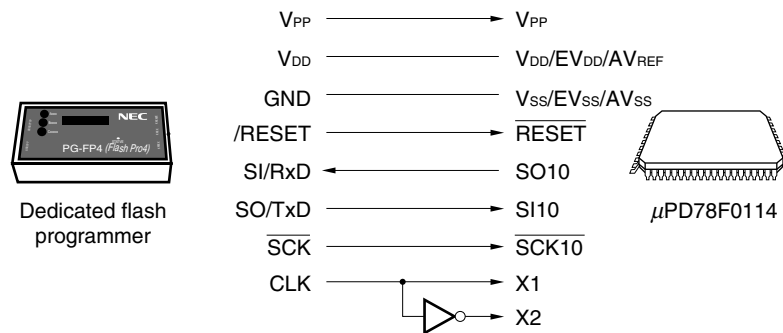 VPP VPP
VDD VDD/EVDD/AVREF
GND VSS/EVSS/AVSS
/RESET RESET
SI/RxD SO10
SO/TxD SI10
SCK SCK10
CLK X1
X2
NEC
PG-FP4 (Flash Pro4)
Dedicated flash
programmer
μPD78F0114